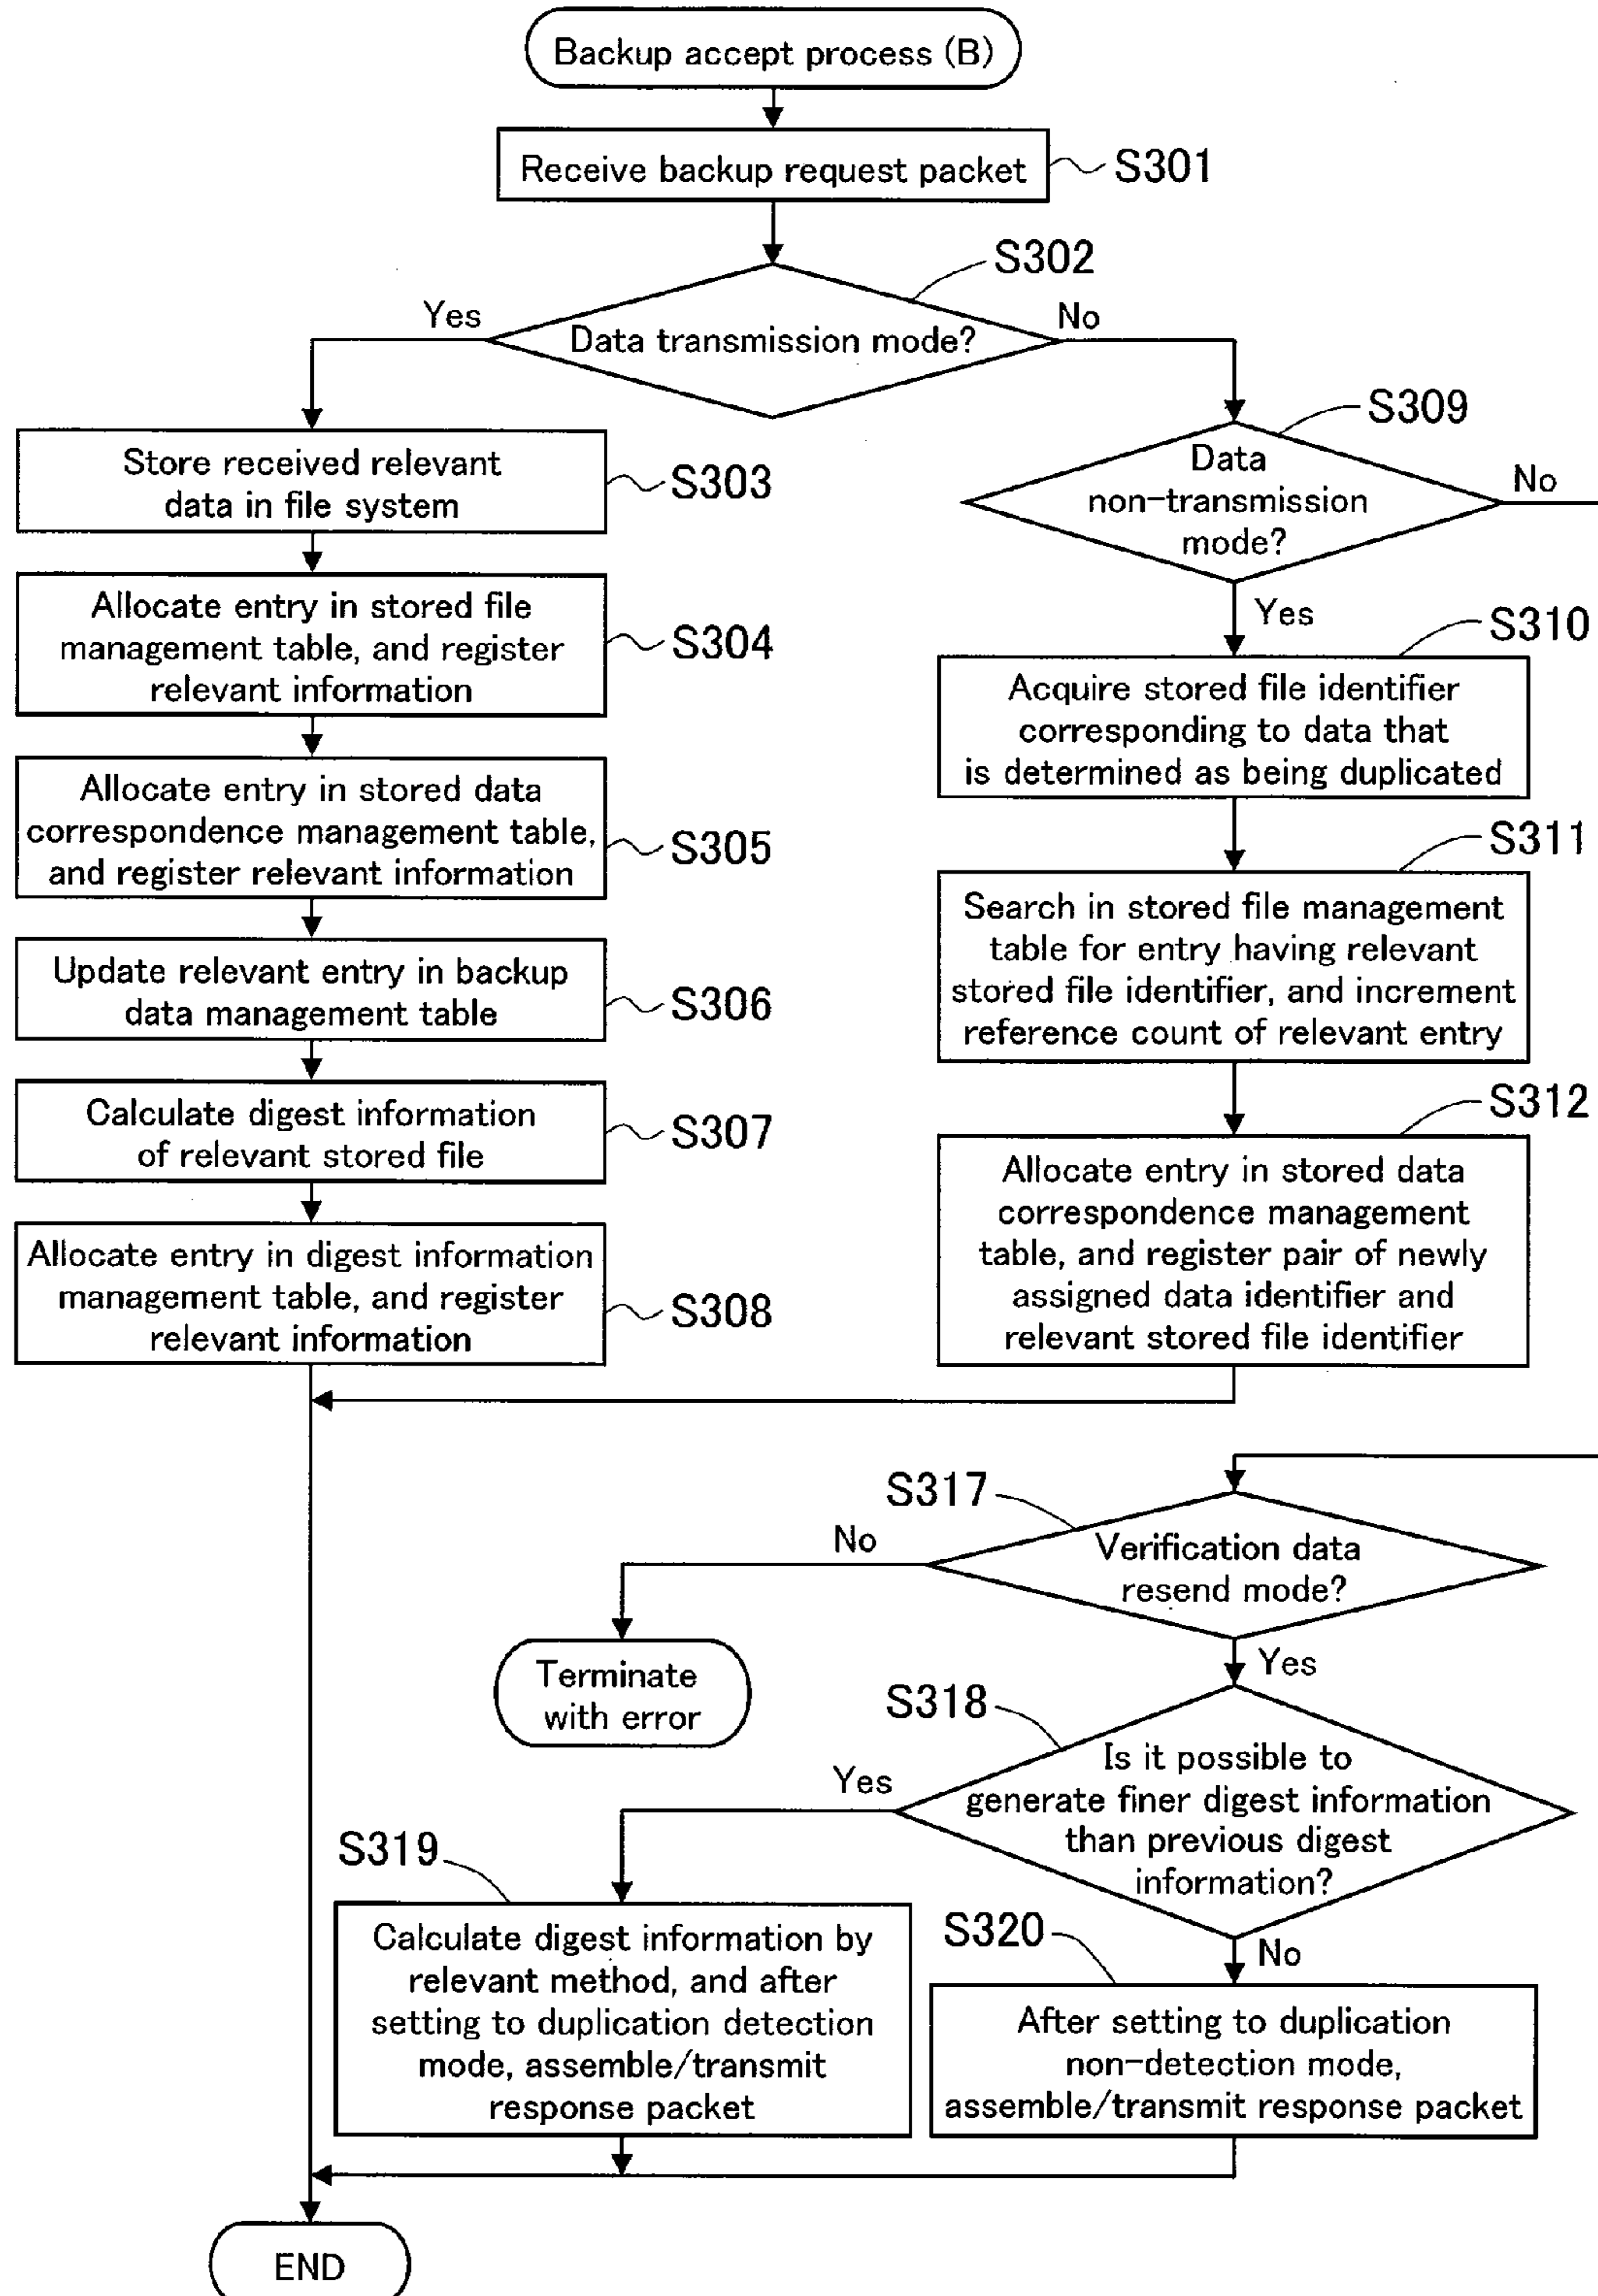 Backup accept process (B)
Receive backup request packet
S301
S302
Yes
Data transmission mode?
No
Store received relevant
data in file system
S303
Allocate entry in stored file
management table, and register
relevant information
S304
Allocate entry in stored data
correspondence management table,
and register relevant information
S305
Update relevant entry in backup
data management table
S306
Calculate digest information
of relevant stored file
S307
Allocate entry in digest information
management table, and register
relevant information
S308
S309
Data
non-transmission
mode?
No
Yes
S310
Acquire stored file identifier
corresponding to data that
is determined as being duplicated
S311
Search in stored file management
table for entry having relevant
stored file identifier, and increment
reference count of relevant entry
S312
Allocate entry in stored data
correspondence management
table, and register pair of newly
assigned data identifier and
relevant stored file identifier
S317
No
Verification data
resend mode?
Terminate
with error
Yes
S318
Yes
Is it possible to
generate finer digest information
than previous digest
information?
S319
Calculate digest information by
relevant method, and after
setting to duplication detection
mode, assemble/transmit
response packet
S320
No
After setting to duplication
non-detection mode,
assemble/transmit response packet
END